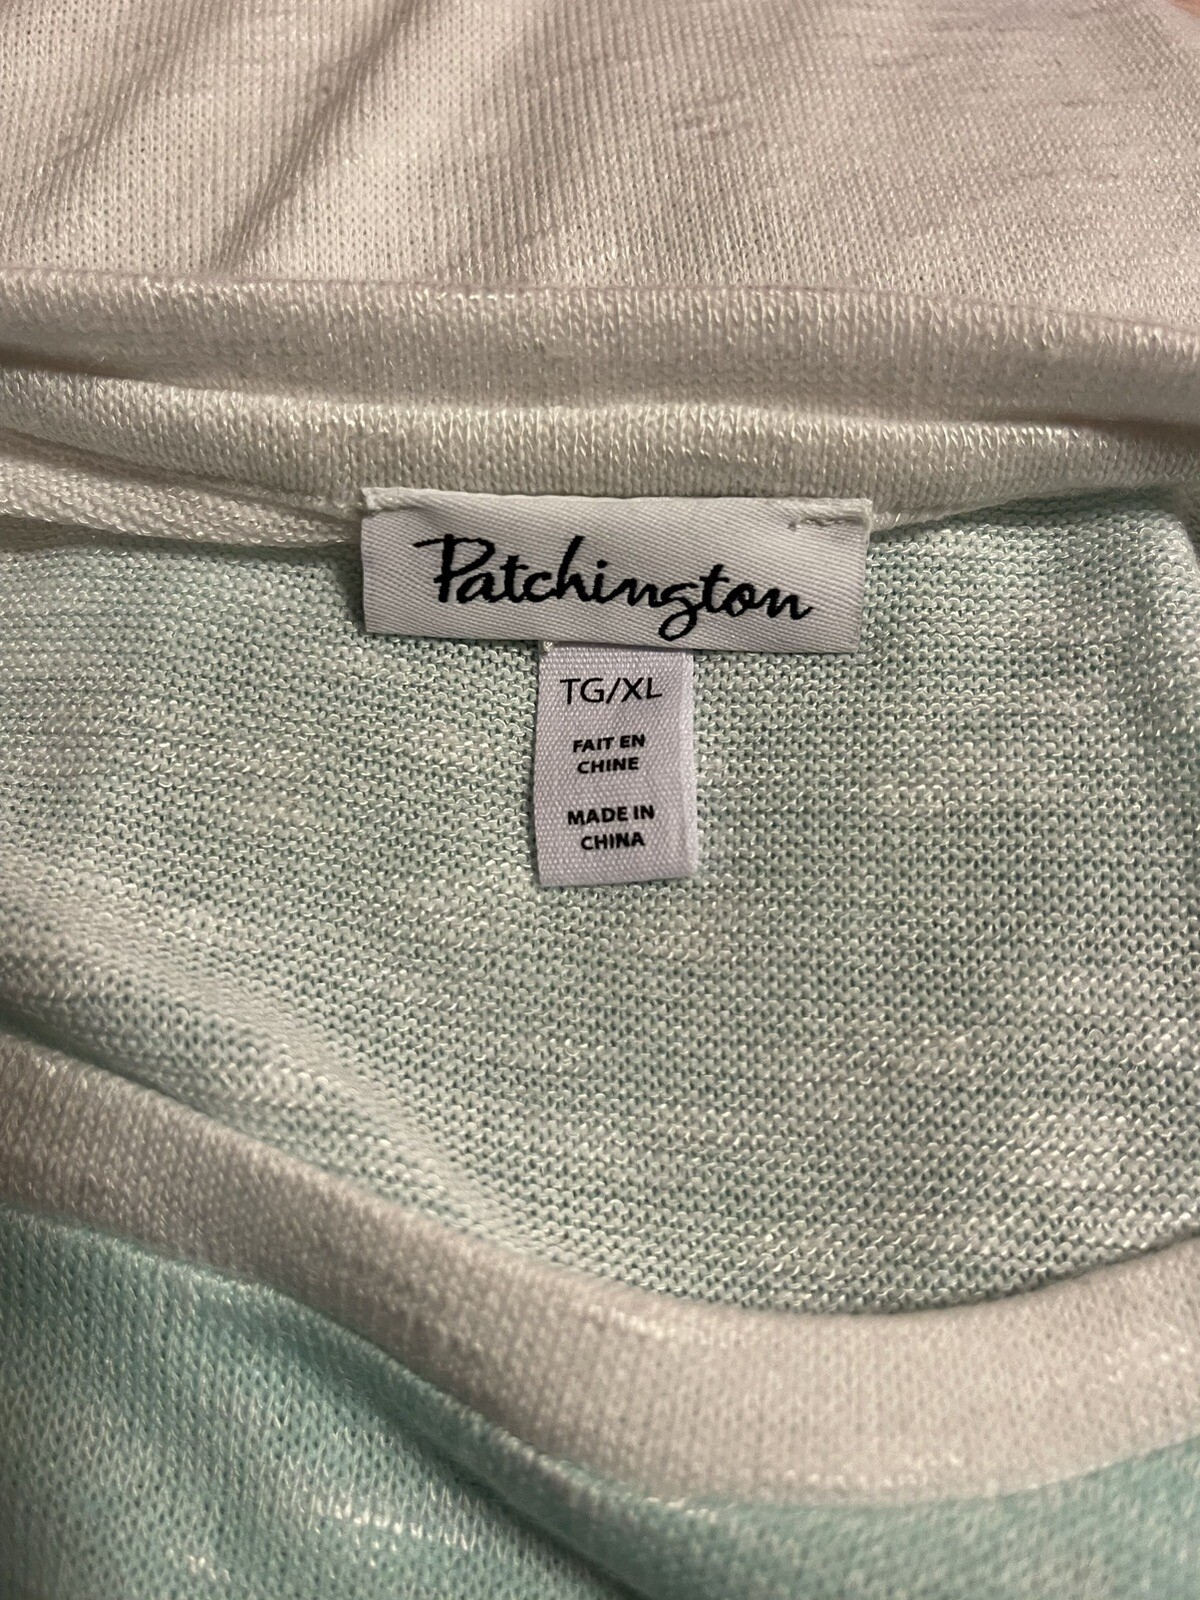 Patchington
TG/XL
FAIT EN
CHINE
MADE IN
CHINA